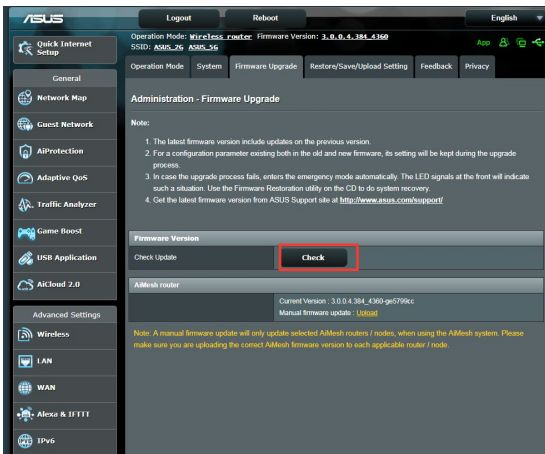 ASUS
Logout
Reboot
English
Quick Internet
Setup
Operation Mode: Wireless router Firmware Version: 3.0.0.4.384_4360
SSID: ASUS_2G ASUS_5G
App
Operation Mode
System
Firmware Upgrade
Restore/Save/Upload Setting
Feedback
Privacy
General
Network Map
Guest Network
AiProtection
Adaptive QoS
Traffic Analyzer
Game Boost
USB Application
AiCloud 2.0
Advanced Settings
Wireless
LAN
WAN
Alexa & IFTTT
IPv6
Administration - Firmware Upgrade
Note:
1. The latest firmware version include updates on the previous version.
2. For a configuration parameter existing both in the old and new firmware, its setting will be kept during the upgrade
process.
3. In case the upgrade process fails, enters the emergency mode automatically. The LED signals at the front will indicate
such a situation. Use the Firmware Restoration utility on the CD to do system recovery.
4. Get the latest firmware version from ASUS Support site at http://www.asus.com/support/
Firmware Version
Check Update
Check
AiMesh router
Current Version : 3.0.0.4.384_4360-ge5799cc
Manual firmware update : Upload
Note: A manual firmware update will only update selected AiMesh routers / nodes, when using the AiMesh system. Please
make sure you are uploading the correct AiMesh firmware version to each applicable router / node.